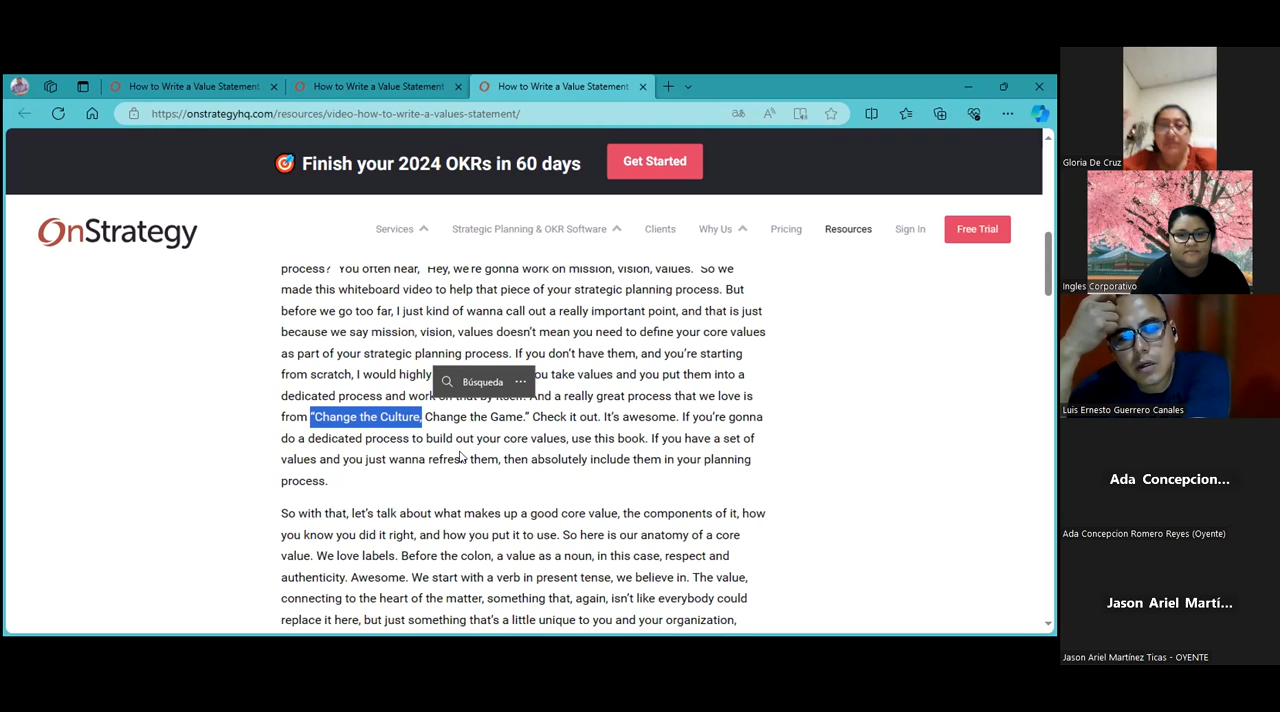 How to Write a Value Statement
How to Write a Value Statement
How to Write a Value Statement
https://onstrategyhq.com/resources/video-how-to-write-a-values-statement/
Finish your 2024 OKRs in 60 days
Get Started
OnStrategy
Services
Strategic Planning & OKR Software
Clients
Why Us
Pricing
Resources
Sign In
Free Trial
process? You often hear, "Hey, we're gonna work on mission, vision, values." So we
made this whiteboard video to help that piece of your strategic planning process. But
before we go too far, I just kind of wanna call out a really important point, and that is just
because we say mission, vision, values doesn't mean you need to define your core values
as part of your strategic planning process. If you don't have them, and you're starting
from scratch, I would highly ou take values and you put them into a
dedicated process and work on that by itself. And a really great process that we love is
from "Change the Culture, Change the Game." Check it out. It's awesome. If you're gonna
do a dedicated process to build out your core values, use this book. If you have a set of
values and you just wanna refresh them, then absolutely include them in your planning
process.
Búsqueda
So with that, let's talk about what makes up a good core value, the components of it, how
you know you did it right, and how you put it to use. So here is our anatomy of a core
value. We love labels. Before the colon, a value as a noun, in this case, respect and
authenticity. Awesome. We start with a verb in present tense, we believe in. The value,
connecting to the heart of the matter, something that, again, isn't like everybody could
replace it here, but just something that's a little unique to you and your organization,
Gloria De Cruz
Ingles Corporativo
Luis Ernesto Guerrero Canales
Ada Concepcion...
Ada Concepcion Romero Reyes (Oyente)
Jason Ariel Martí...
Jason Ariel Martínez Ticas - OYENTE